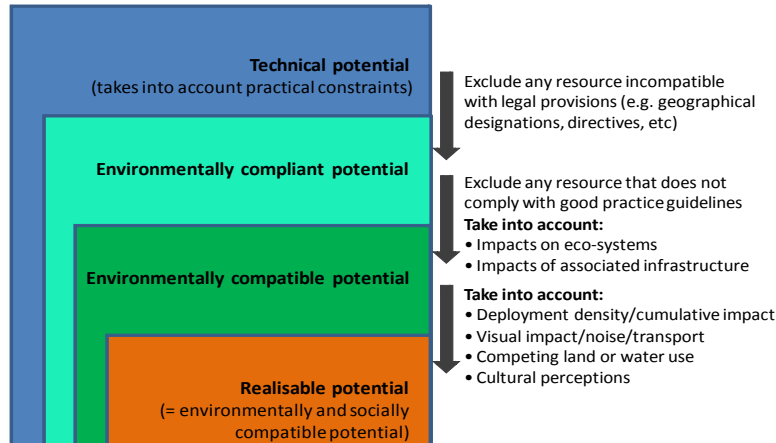 Technical potential
(takes into account practical constraints)
Exclude any resource incompatible
with legal provisions (e.g. geographical
designations, directives, etc)
Environmentally compliant potential
Exclude any resource that does not
comply with good practice guidelines
Take into account:
• Impacts on eco-systems
• Impacts of associated infrastructure
Environmentally compatible potential
Take into account:
• Deployment density/cumulative impact
• Visual impact/noise/transport
• Competing land or water use
• Cultural perceptions
Realisable potential
(= environmentally and socially
compatible potential)